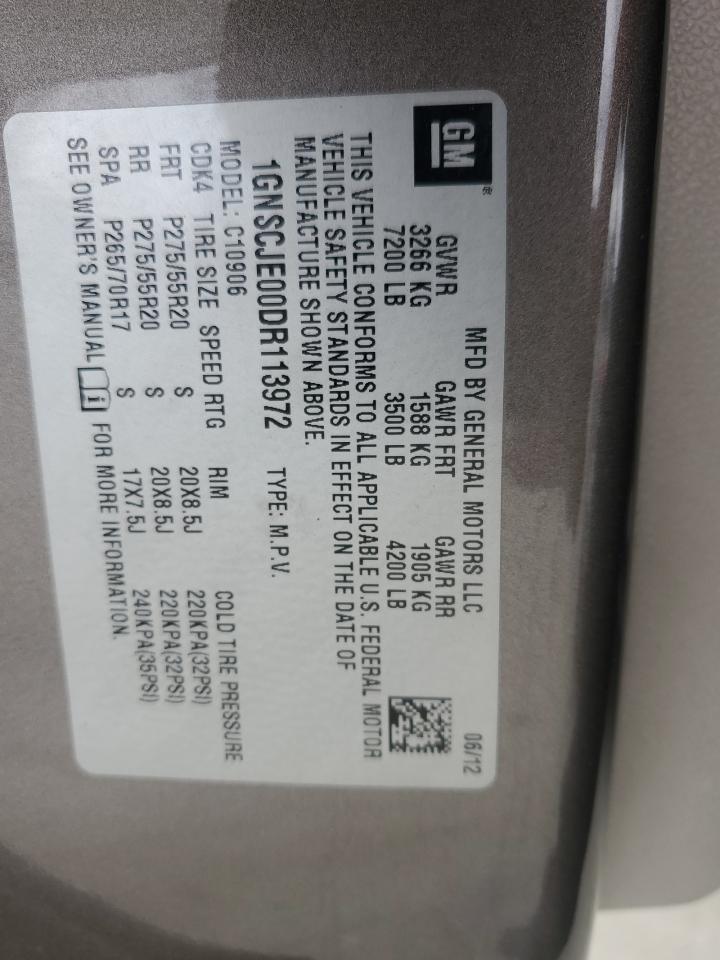 GM®
MFD BY GENERAL MOTORS LLC 06/12
GVWR GAWR FRT GAWR RR
3266 KG 1588 KG 1905 KG
7200 LB 3500 LB 4200 LB
THIS VEHICLE CONFORMS TO ALL APPLICABLE U.S. FEDERAL MOTOR
VEHICLE SAFETY STANDARDS IN EFFECT ON THE DATE OF
MANUFACTURE SHOWN ABOVE.
1GNSCJE00DR113972 TYPE: M.P.V.
MODEL: C10906
CDK4 TIRE SIZE SPEED RTG RIM COLD TIRE PRESSURE
FRT P275/55R20 S 20X8.5J 220KPA(32PSI)
RR P275/55R20 S 20X8.5J 220KPA(32PSI)
SPA P265/70R17 S 17X7.5J 240KPA(35PSI)
SEE OWNER'S MANUAL FOR MORE INFORMATION.